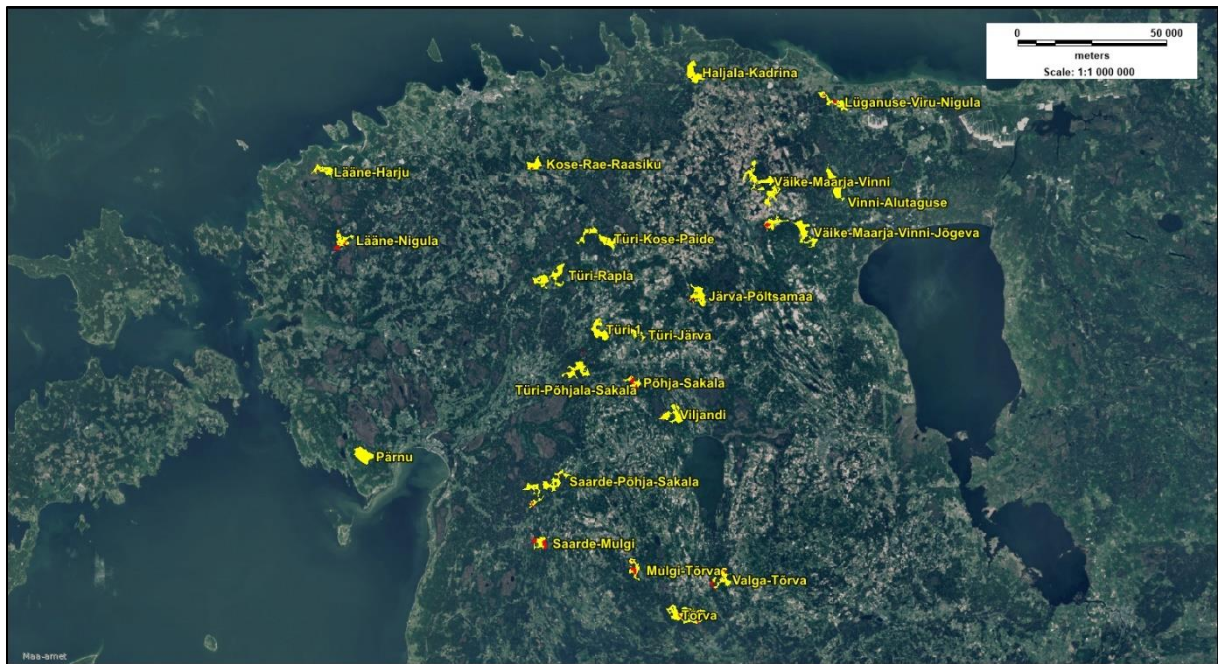 0 50 000
meters
Scale: 1:1 000 000
Haljala-Kadrina
Lüganuse-Viru-Nigula
Kose-Rae-Raasiku
Lääne-Harju
Väike-Maarja-Vinni
Vinni-Alutaguse
Väike-Maarja-Vinni-Jõgeva
Lääne-Nigula
Türi-Kose-Paide
Türi-Rapla
Järva-Põltsamaa
Türi-1
Türi-Järva
Türi-Põhjala-Sakala
Põhja-Sakala
Viljandi
Pärnu
Saarde-Põhja-Sakala
Saarde-Mulgi
Mulgi-Tõrva
Valga-Tõrva
Tõrva
Maa-amet